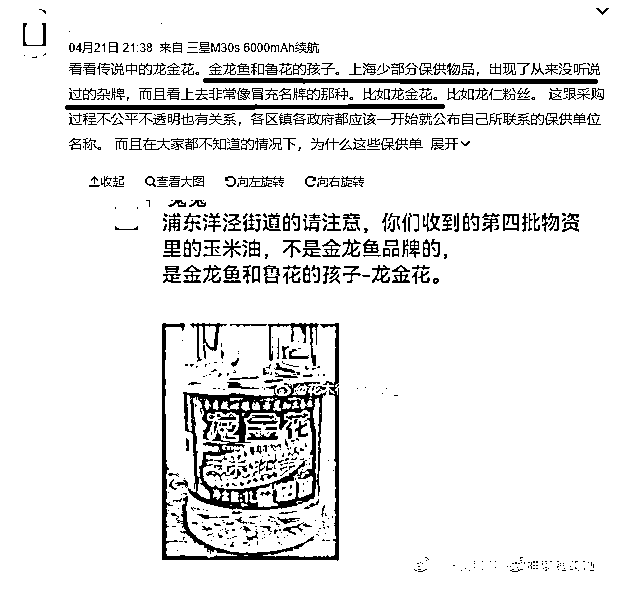 04月21日 21:38 来自 三星M30s 6000mAh续航
看看传说中的龙金花。金龙鱼和鲁花的孩子。上海少部分保供物品，出现了从来没听说
过的杂牌，而且看上去非常像冒充名牌的那种。比如龙金花。比如龙仁粉丝。 这跟采购
过程不公平不透明也有关系，各区镇各政府都应该一开始就公布自己所联系的保供单位
名称。 而且在大家都不知道的情况下，为什么这些保供单 展开
收起 查看大图 向左旋转 向右旋转
浦东洋泾街道的请注意，你们收到的第四批物资
里的玉米油，不是金龙鱼品牌的，
是金龙鱼和鲁花的孩子-龙金花。
龙金花